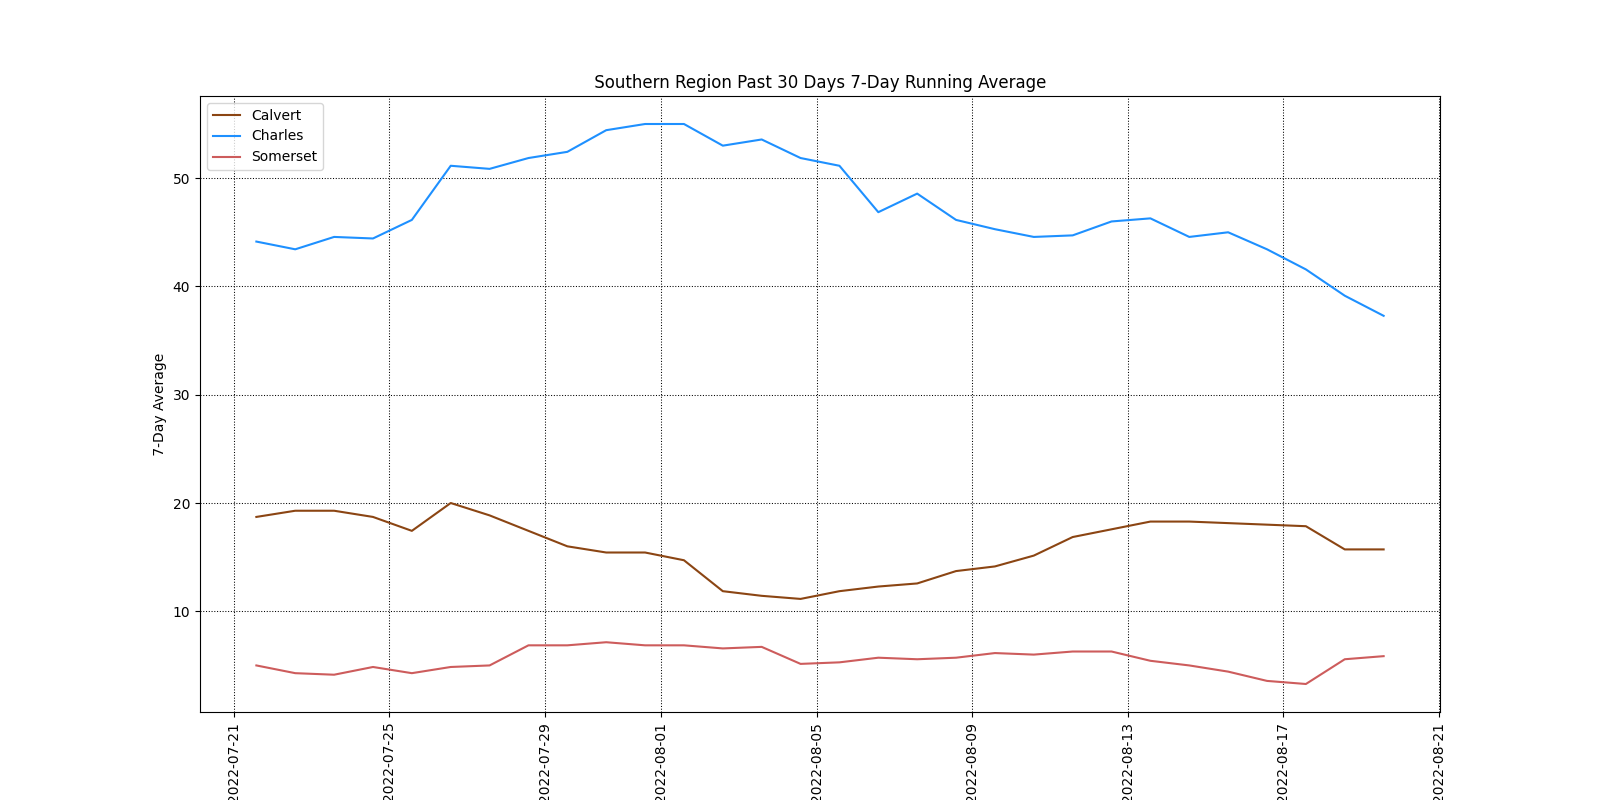 Southern Region Past 30 Days 7-Day Running Average
Calvert
Charles
Somerset
7-Day Average
50
40
30
20
10
2022-07-21
2022-07-25
2022-07-29
2022-08-01
2022-08-05
2022-08-09
2022-08-13
2022-08-17
2022-08-21